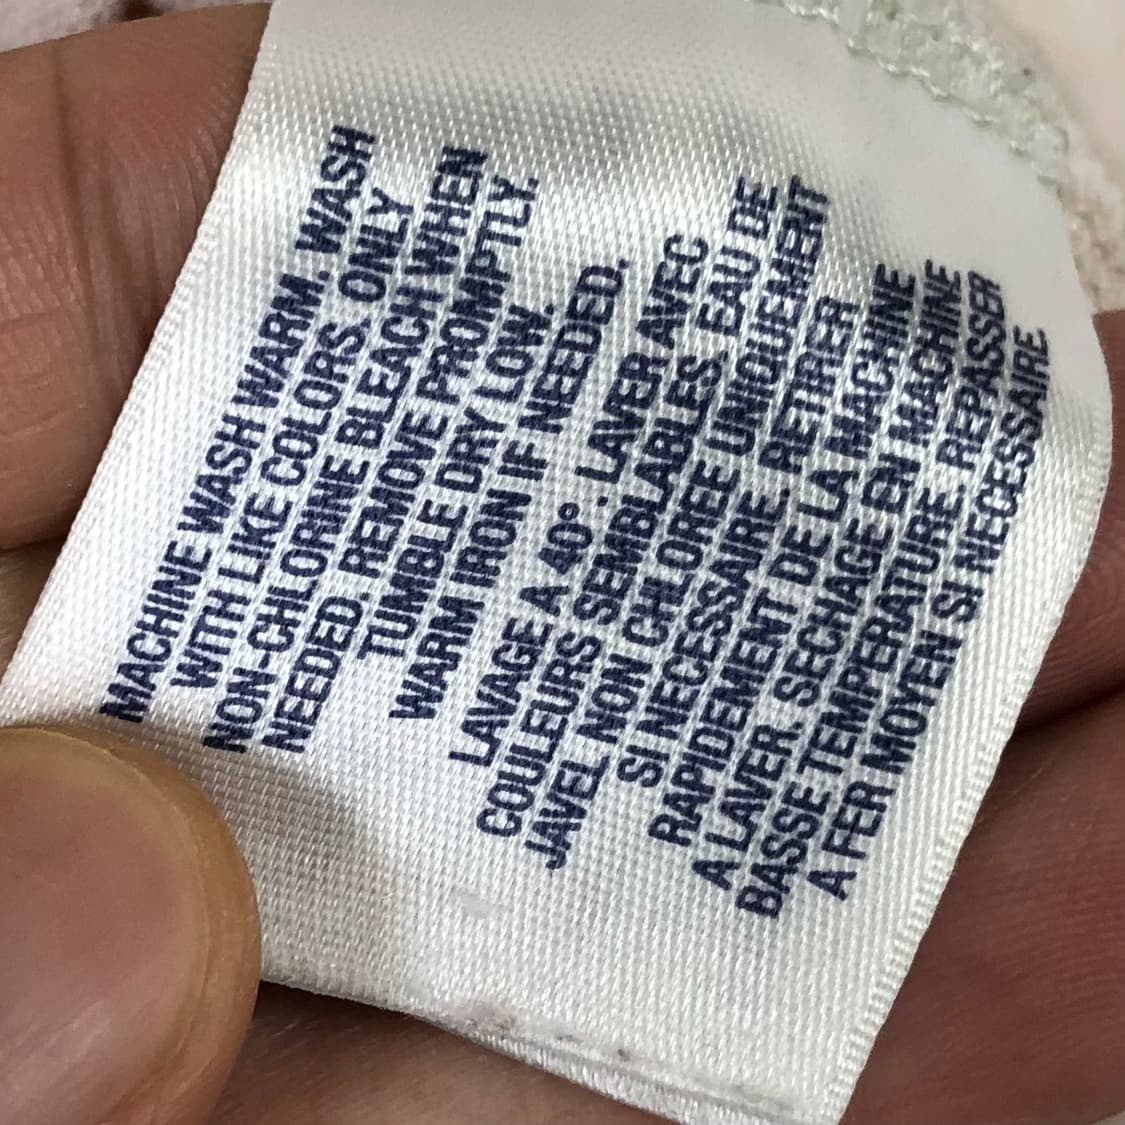 MACHINE WASH WARM. WASH
WITH LIKE COLORS. ONLY
NON-CHLORINE BLEACH WHEN
NEEDED. REMOVE PROMPTLY.
TUMBLE DRY LOW.
WARM IRON IF NEEDED.
LAVAGE A 40°. LAVER AVEC
COULEURS SEMBLABLES. EAU DE
JAVEL NON CHLOREE UNIQUEMENT
SI NECESSAIRE. RETIRER
RAPIDEMENT DE LA MACHINE
A LAVER. SECHAGE EN MACHINE
BASSE TEMPERATURE. REPASSER
A FER MOYEN SI NECESSAIRE.